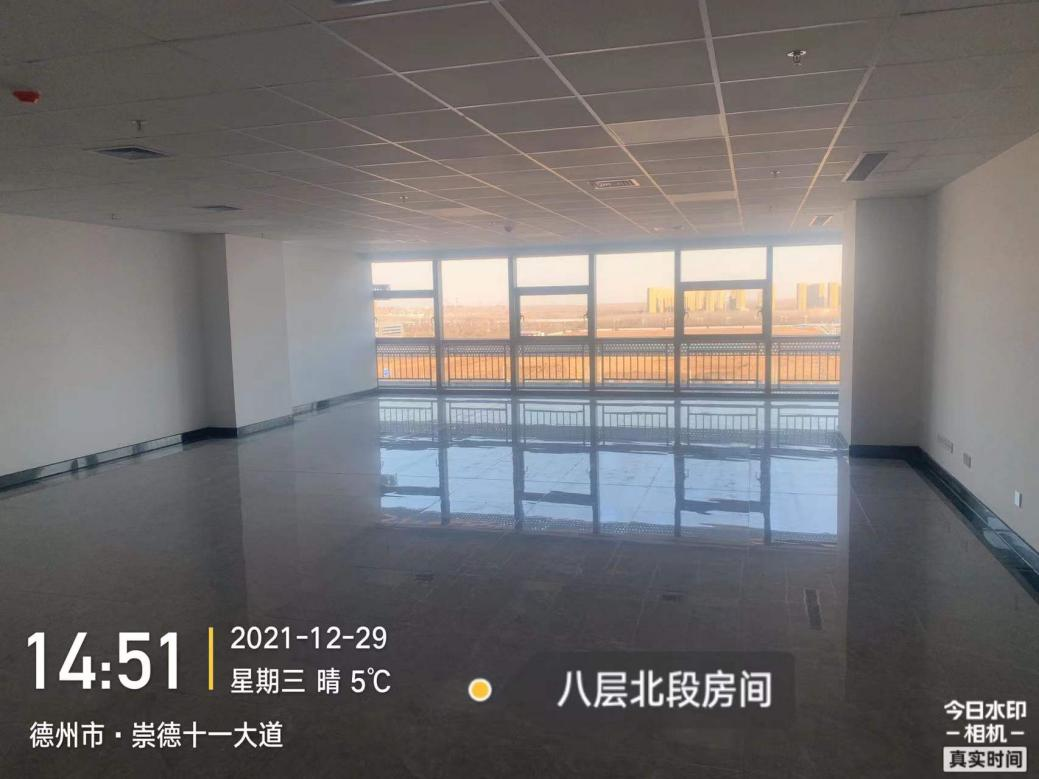 14:51
2021-12-29
星期三 晴 5℃
德州市·崇德十一大道
八层北段房间
今日水印
-相机-
真实时间